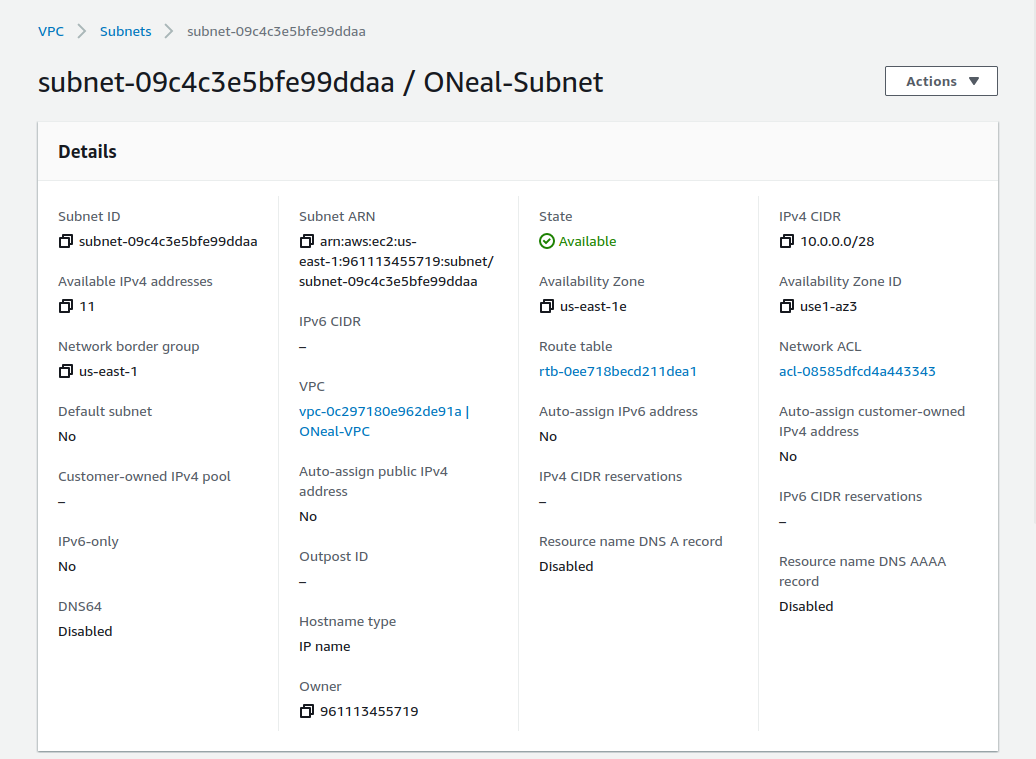 VPC > Subnets > subnet-09c4c3e5bfe99ddaa
subnet-09c4c3e5bfe99ddaa / ONeal-Subnet
Actions
Details
Subnet ID
subnet-09c4c3e5bfe99ddaa
Available IPv4 addresses
11
Network border group
us-east-1
Default subnet
No
Customer-owned IPv4 pool
–
IPv6-only
No
DNS64
Disabled
Subnet ARN
arn:aws:ec2:us-
east-1:961113455719:subnet/
subnet-09c4c3e5bfe99ddaa
IPv6 CIDR
–
VPC
vpc-0c297180e962de91a |
ONeal-VPC
Auto-assign public IPv4
address
No
Outpost ID
–
Hostname type
IP name
Owner
961113455719
State
Available
Availability Zone
us-east-1e
Route table
rtb-0ee718becd211dea1
Auto-assign IPv6 address
No
IPv4 CIDR reservations
–
Resource name DNS A record
Disabled
IPv4 CIDR
10.0.0.0/28
Availability Zone ID
use1-az3
Network ACL
acl-08585dfcd4a443343
Auto-assign customer-owned
IPv4 address
No
IPv6 CIDR reservations
–
Resource name DNS AAAA
record
Disabled